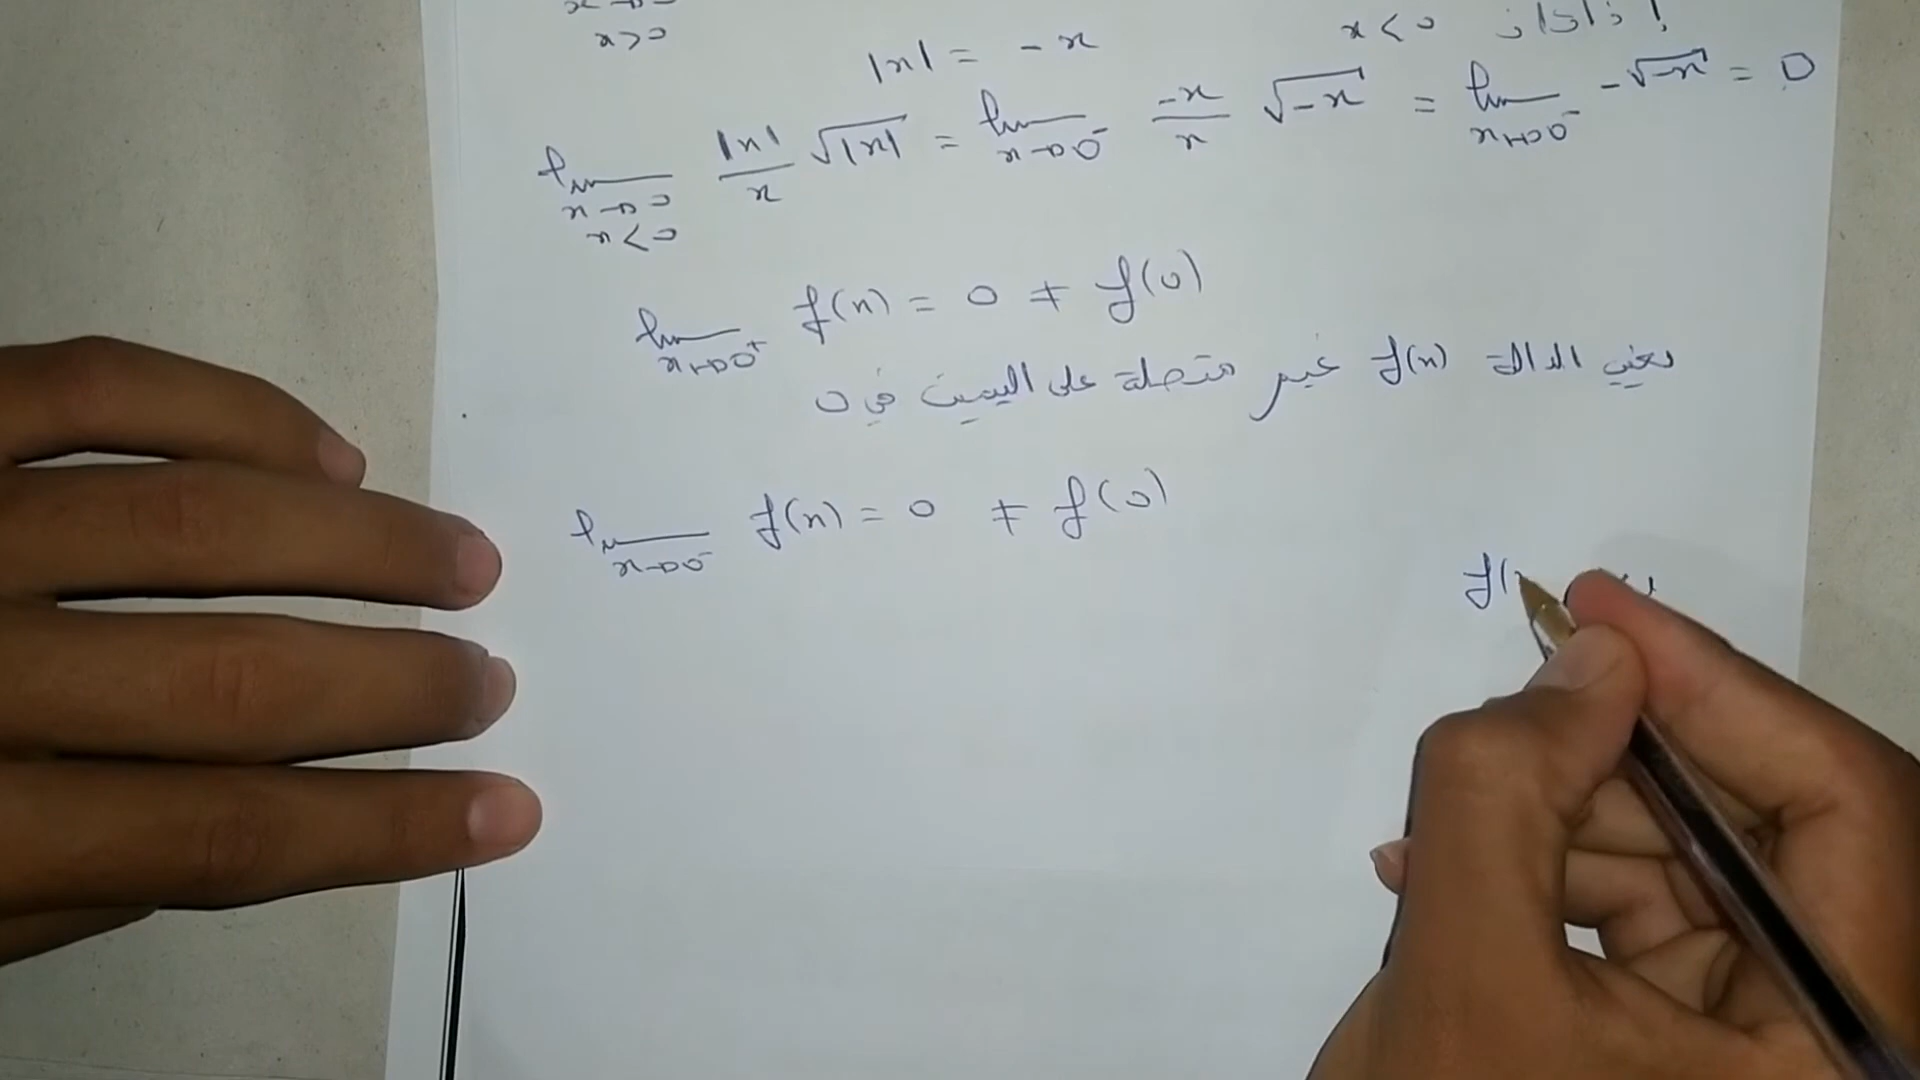 x → 0
x > 0
إذا كان x < 0
|x| = - x
lim x → 0 x < 0 |x|/x √|x| = lim x → 0⁻ -x/x √-x = lim x → 0⁻ -√-x = 0
lim x → 0⁺ f(x) = 0 ≠ f(0)
يعني الدالة f(x) غير متصلة على اليمين في 0
lim x → 0⁻ f(x) = 0 ≠ f(0)
f(x